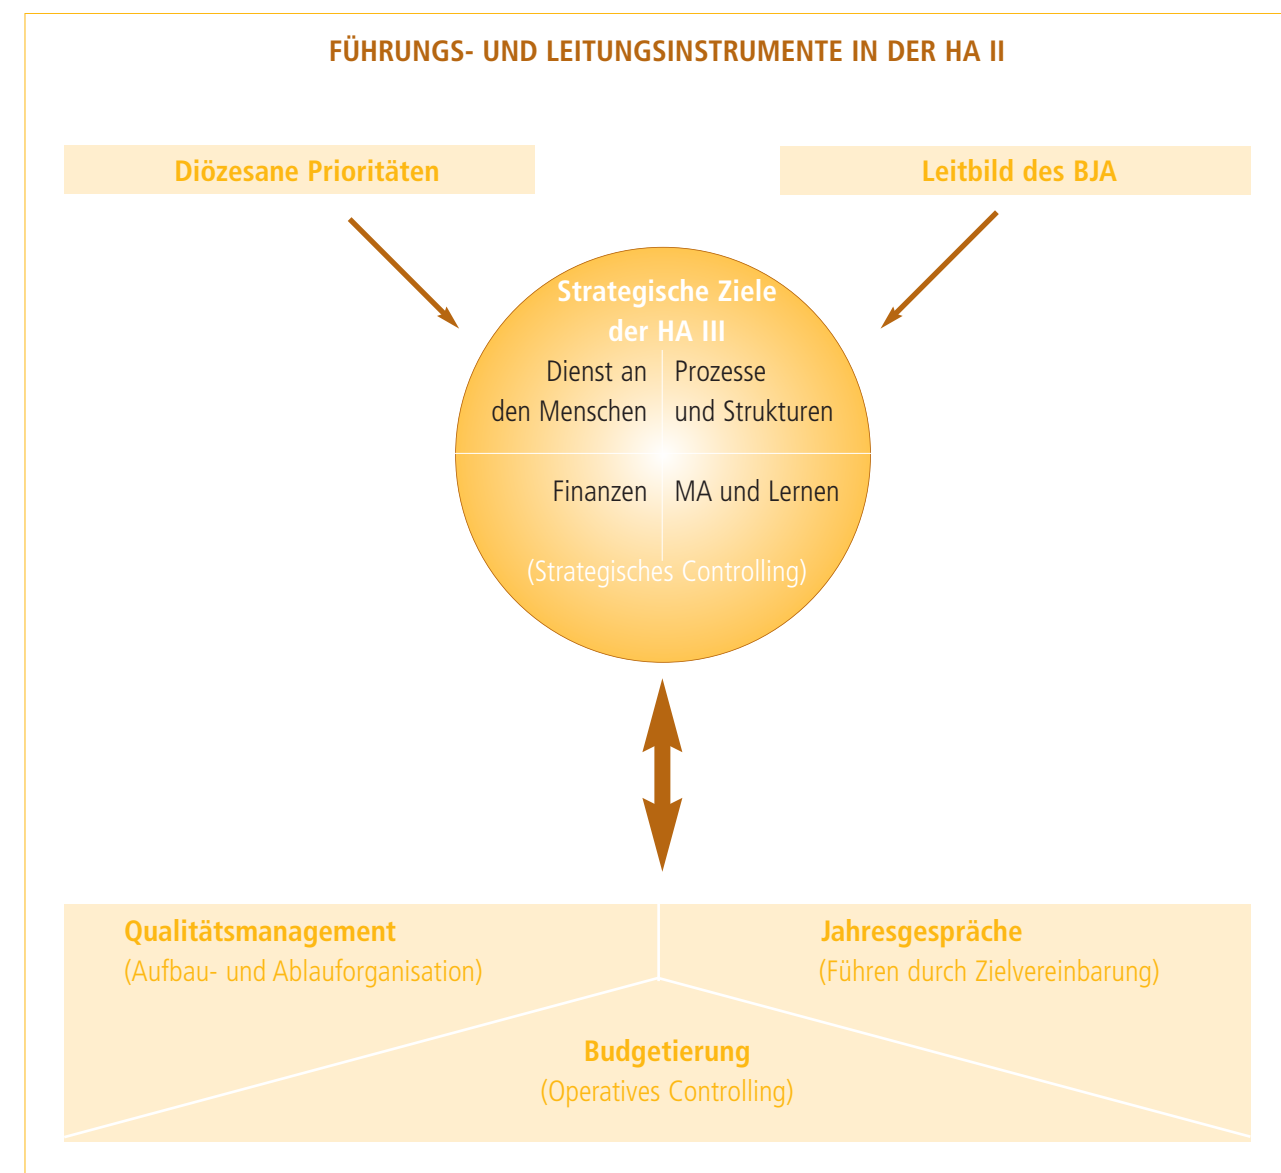 FÜHRUNGS- UND LEITUNGSINSTRUMENTE IN DER HA II
Diözesane Prioritäten
Leitbild des BJA
Strategische Ziele
der HA III
Dienst an
den Menschen
Prozesse
und Strukturen
Finanzen
MA und Lernen
(Strategisches Controlling)
Qualitätsmanagement
(Aufbau- und Ablauforganisation)
Jahresgespräche
(Führen durch Zielvereinbarung)
Budgetierung
(Operatives Controlling)